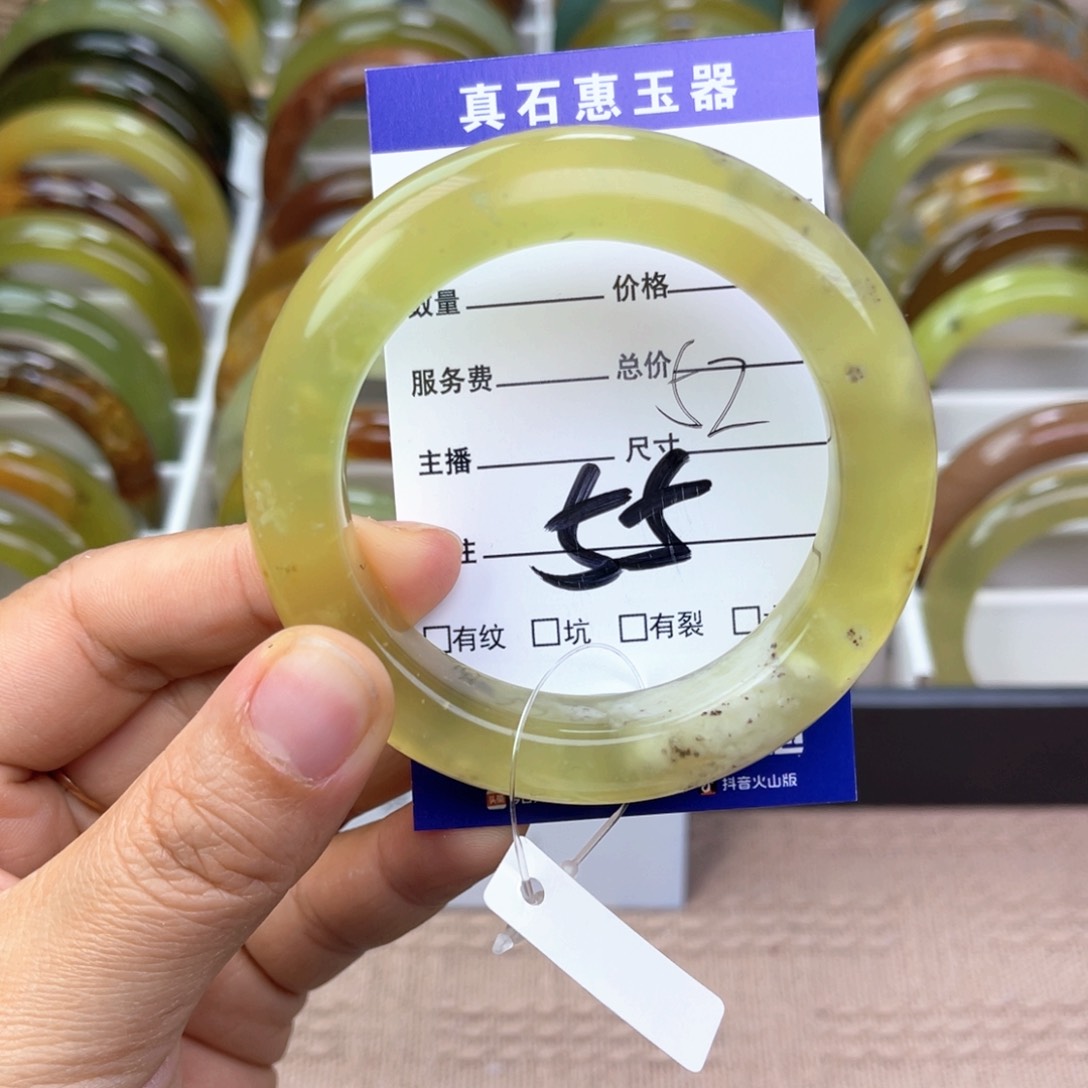 真石惠玉器
数量 价格
服务费 总价 52
主播 尺寸
注 55
□有纹 □坑 □有裂 □
抖音火山版